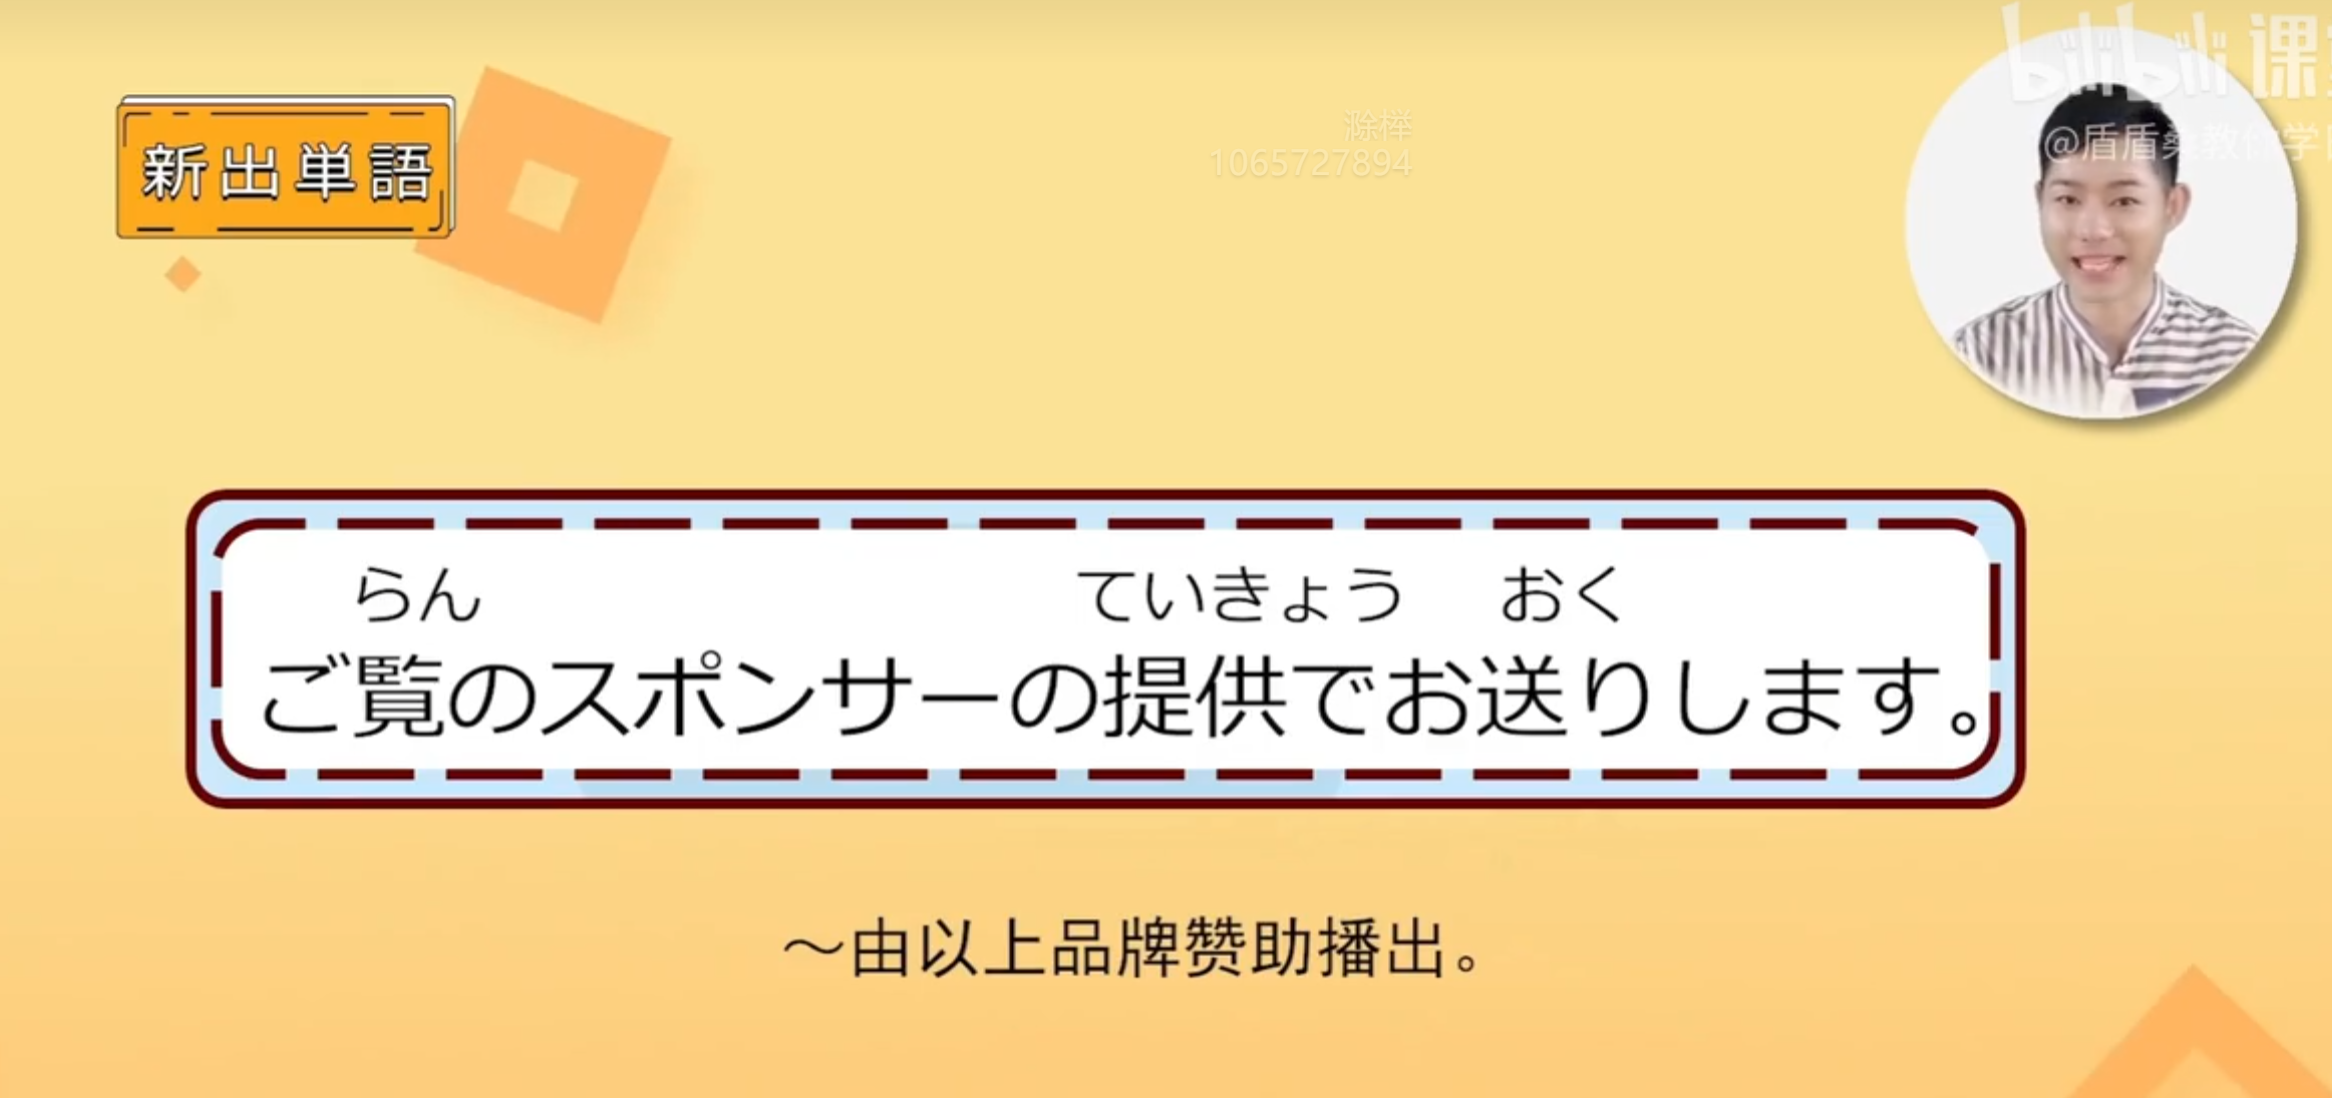 新出単語
滁榉
1065727894
bilibili 课堂
@盾盾桑教你学日
らん ていきょう おく
ご覧のスポンサーの提供でお送りします。
～由以上品牌赞助播出。